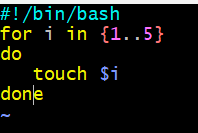 #!/bin/bash
for i in {1..5}
do
   touch $i
done
~